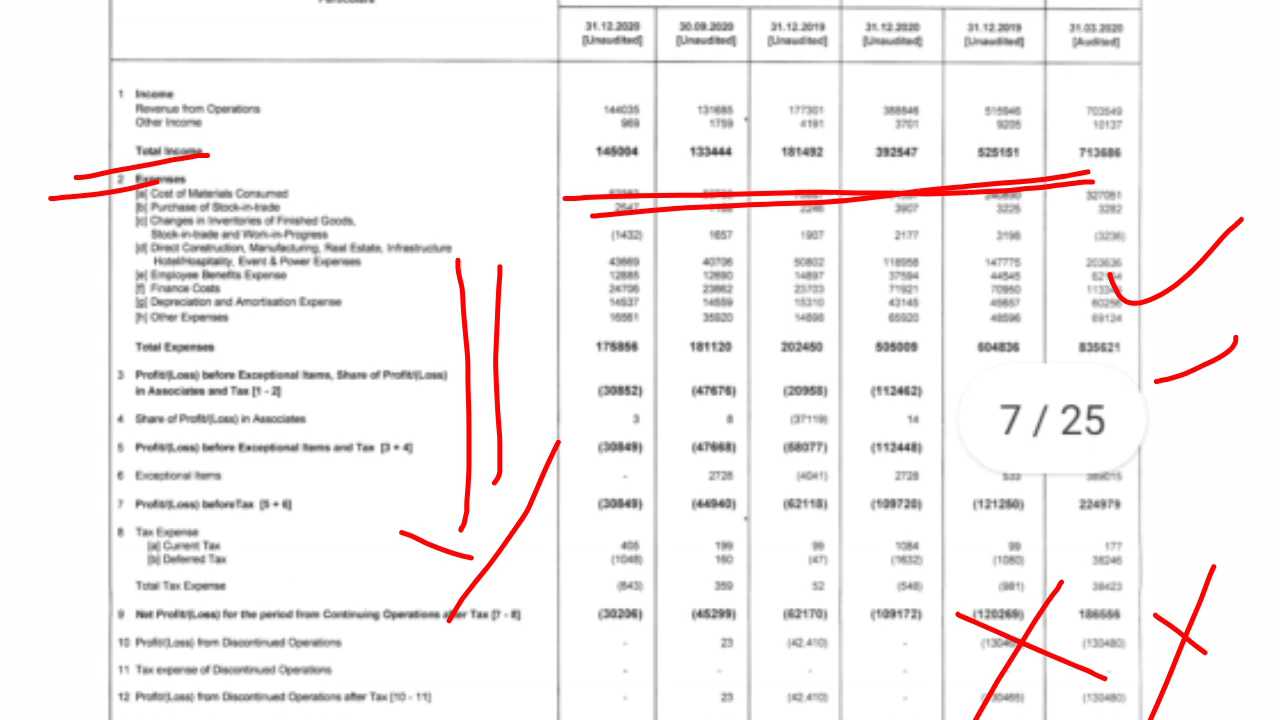 31.12.2020 30.09.2020 31.12.2019 31.12.2020 31.12.2019 31.03.2020
[Unaudited] [Unaudited] [Unaudited] [Unaudited] [Unaudited] [Audited]
1 Income
Revenue from Operations 144035 131685 177301 388846 515946 703549
Other Income 969 1759 4191 3701 9205 10137
Total Income 145004 133444 181492 392547 525151 713686
2 Expenses
[a] Cost of Materials Consumed 327081
[b] Purchase of Stock-in-trade 2547 2246 3907 3225 3282
[c] Changes in Inventories of Finished Goods,
Stock-in-trade and Work-in-Progress (1432) 1657 1907 2177 3198 (3236)
[d] Direct Construction, Manufacturing, Real Estate, Infrastructure
Hotel/Hospitality, Event & Power Expenses 43669 40706 50802 118958 147775 203636
[e] Employee Benefits Expense 12885 12690 14897 37594 44545
[f] Finance Costs 24706 23862 23703 71921 70950
[g] Depreciation and Amortisation Expense 14537 14559 15310 43145 45657
[h] Other Expenses 16561 35920 14898 65920 48596 69124
Total Expenses 175856 181120 202450 505009 604836 835621
3 Profit/(Loss) before Exceptional Items, Share of Profit/(Loss)
in Associates and Tax [1 - 2] (30852) (47676) (20958) (112462)
4 Share of Profit/(Loss) in Associates 3 8 (37119) 14
7 / 25
5 Profit/(Loss) before Exceptional Items and Tax [3 + 4] (30849) (47668) (58077) (112448)
6 Exceptional Items - 2728 (4041) 2728 533
7 Profit/(Loss) beforeTax [5 + 6] (30849) (44940) (62118) (109720) (121250) 224979
8 Tax Expense
[a] Current Tax 405 199 99 1084 99 177
[b] Deferred Tax (1048) 160 (47) (1632) (1080) 38246
Total Tax Expense (643) 359 52 (548) (981) 38423
9 Net Profit/(Loss) for the period from Continuing Operations after Tax [7 - 8] (30206) (45299) (62170) (109172) (120269) 186556
10 Profit/(Loss) from Discontinued Operations - 23 (42,410) - (130480)
11 Tax expense of Discontinued Operations - - - - - -
12 Profit/(Loss) from Discontinued Operations after Tax [10 - 11] - 23 (42,410) - (130480)